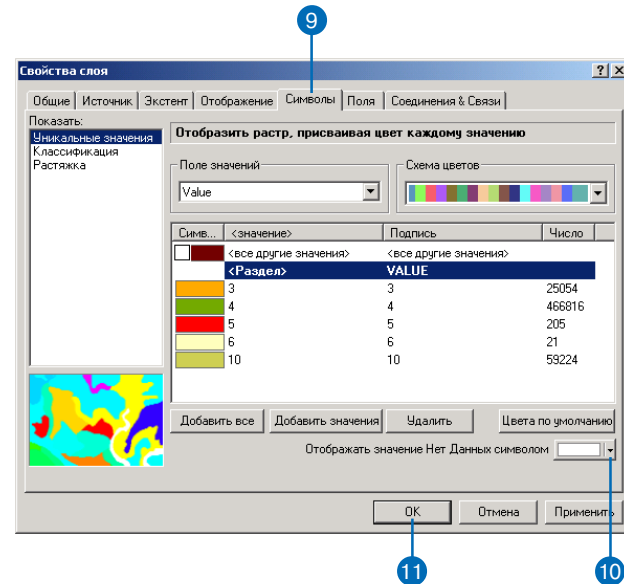 9
Свойства слоя
Общие Источник Экстент Отображение Символы Поля Соединения & Связи
Показать:
Уникальные значения
Классификация
Растяжка
Отобразить растр, присваивая цвет каждому значению
Поле значений
Схема цветов
Value
Симв... <значение> Подпись Число
<все другие значения> <все другие значения>
<Раздел> VALUE
3 3 25054
4 4 466816
5 5 205
6 6 21
10 10 59224
Добавить все Добавить значения Удалить Цвета по умолчанию
Отображать значение Нет Данных символом
OK Отмена Применить
11 10